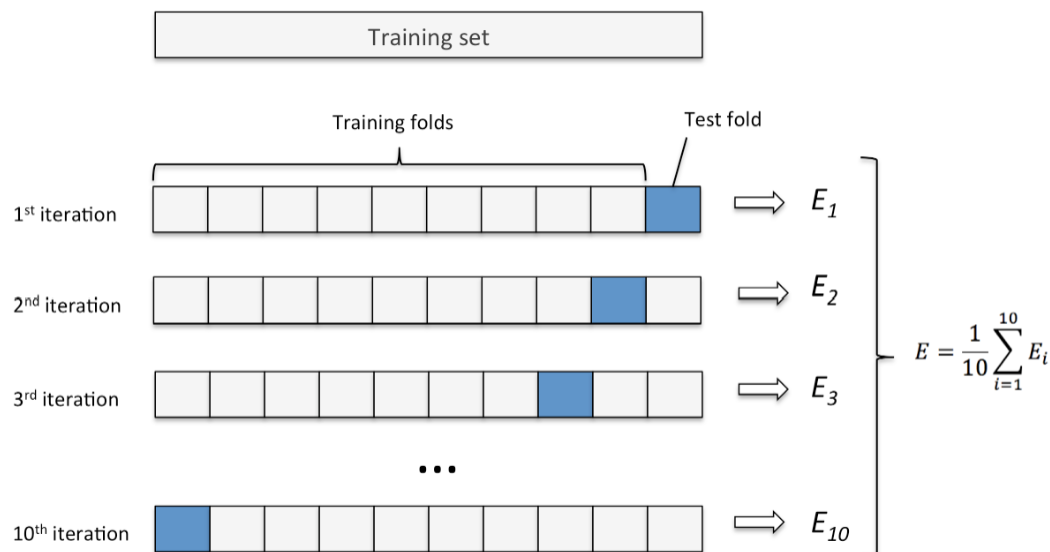 Training set
Training folds
Test fold
1st iteration
E1
2nd iteration
E2
3rd iteration
E3
...
10th iteration
E10
E = 1/10 ∑ i=1 10 Ei